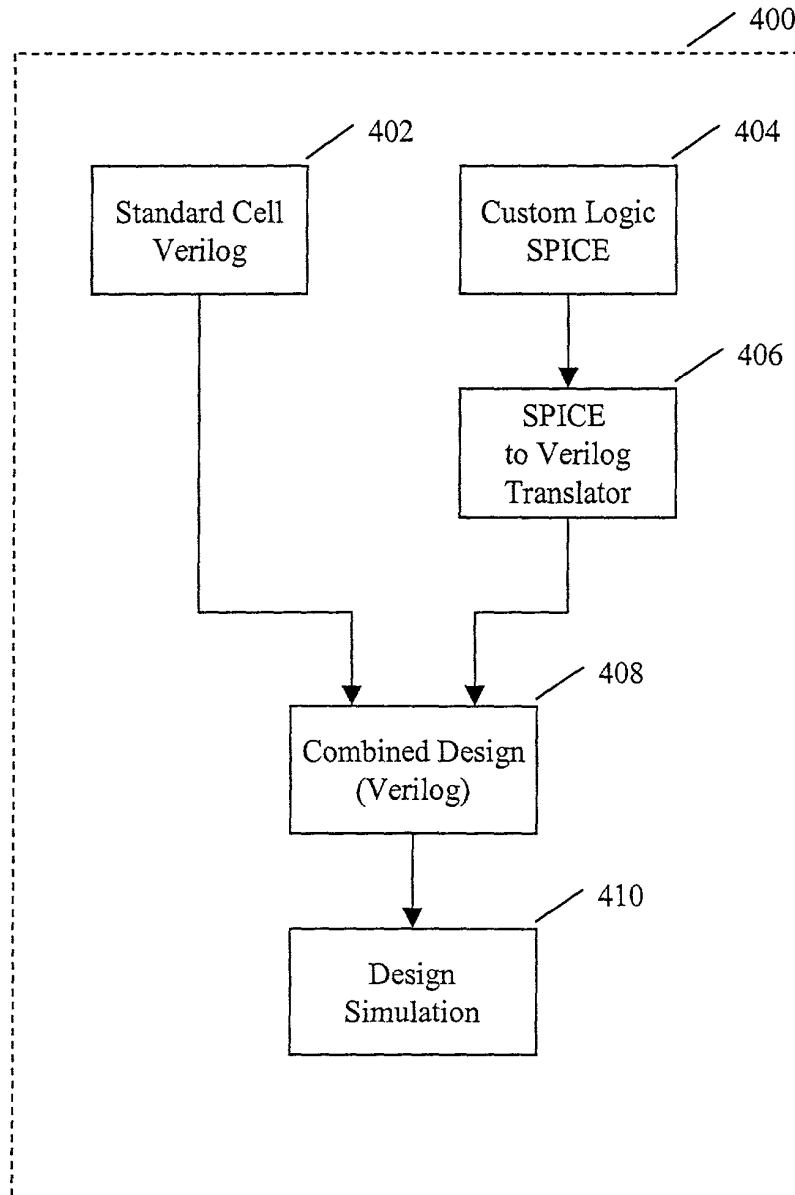 400
402
404
Standard Cell
Verilog
Custom Logic
SPICE
406
SPICE
to Verilog
Translator
408
Combined Design
(Verilog)
410
Design
Simulation